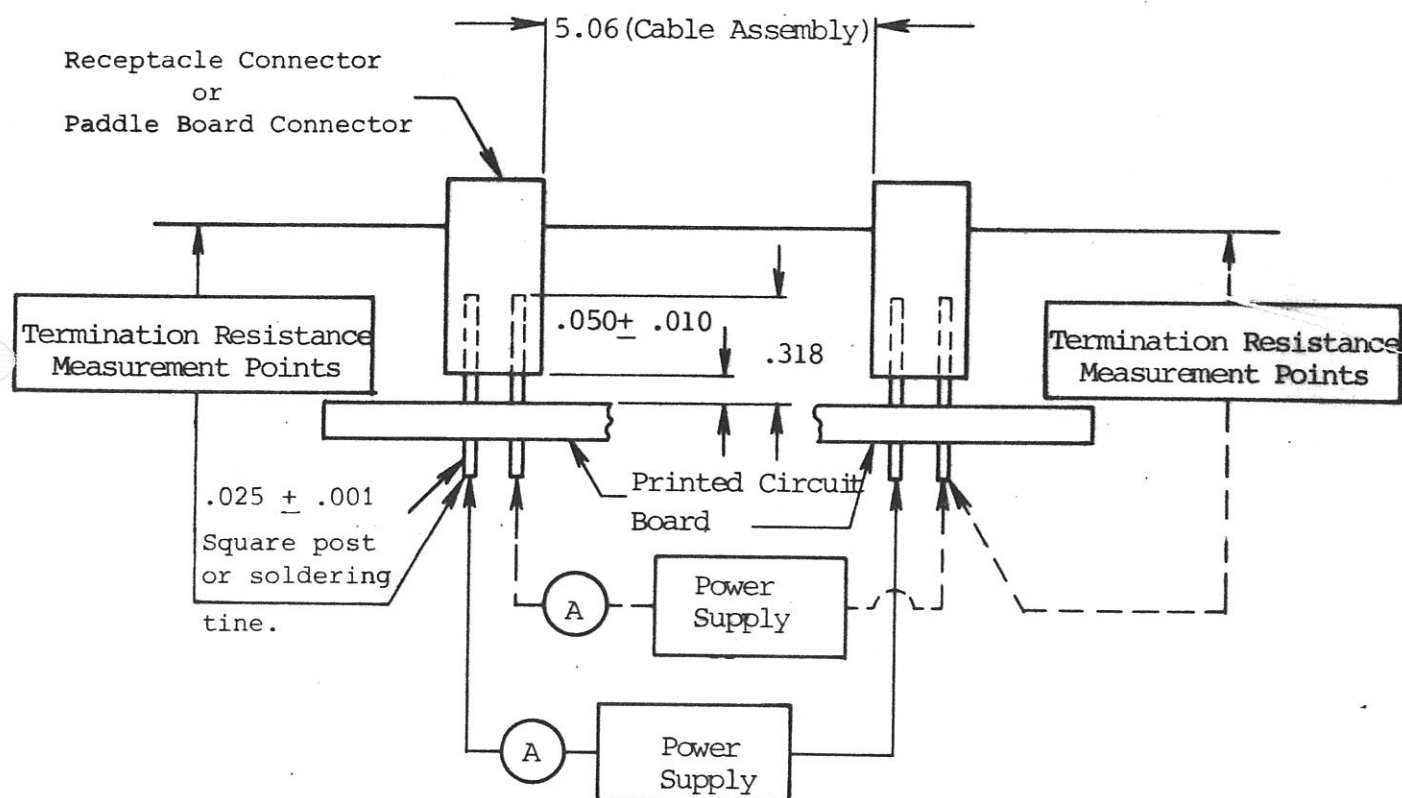 5.06(Cable Assembly)
Receptacle Connector
or
Paddle Board Connector
Termination Resistance
Measurement Points
.050± .010
.318
Termination Resistance
Measurement Points
.025 ± .001
Square post
or soldering
tine.
Printed Circuit
Board
A
Power
Supply
A
Power
Supply